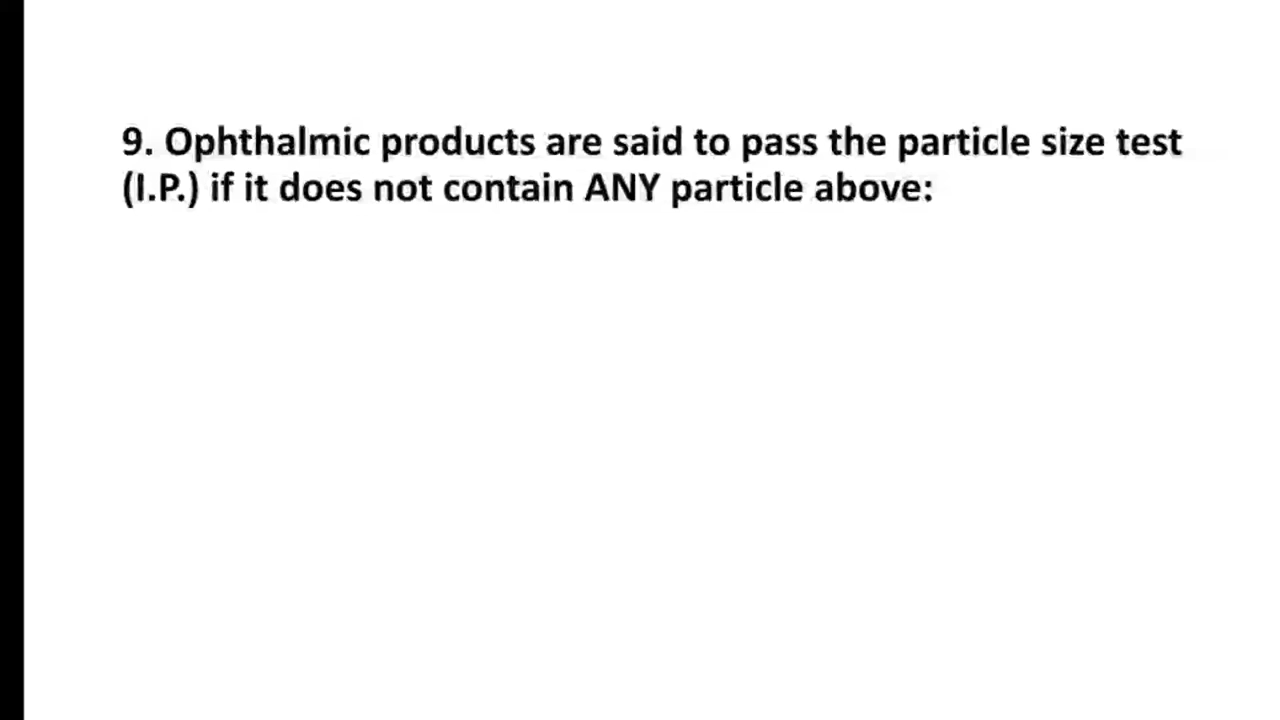 9. Ophthalmic products are said to pass the particle size test
(I.P.) if it does not contain ANY particle above: